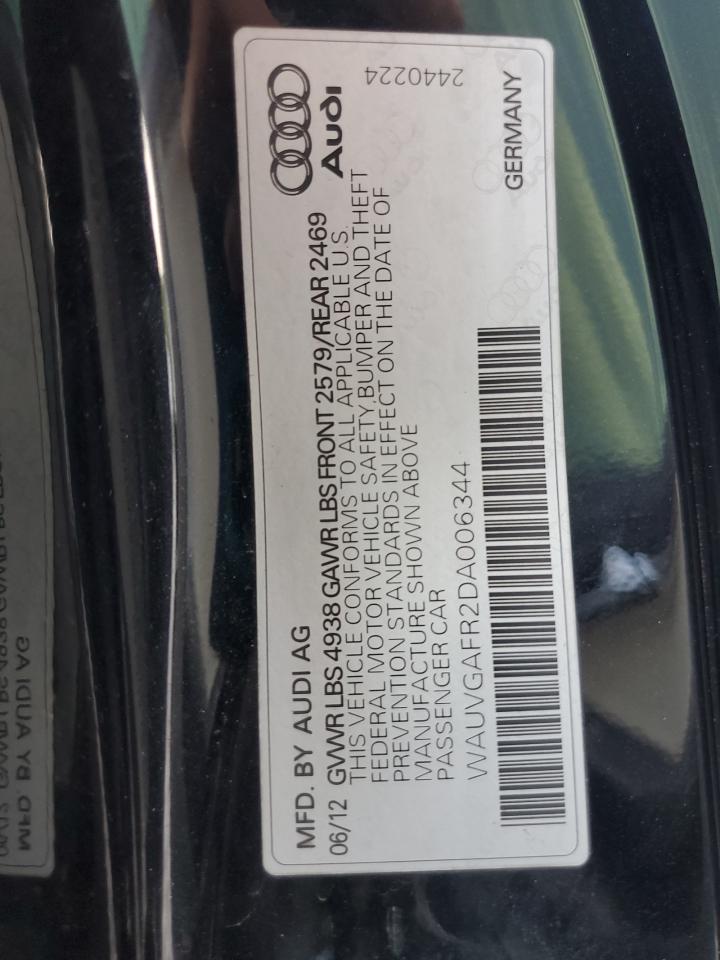 MFD. BY AUDI AG
06/12 GVWR LBS 4938 GAWR LBS FRONT 2579/REAR 2469
THIS VEHICLE CONFORMS TO ALL APPLICABLE U.S.
FEDERAL MOTOR VEHICLE SAFETY,BUMPER AND THEFT
PREVENTION STANDARDS IN EFFECT ON THE DATE OF
MANUFACTURE SHOWN ABOVE
PASSENGER CAR
WAUVGAFR2DA006344
Audi
2440224
GERMANY